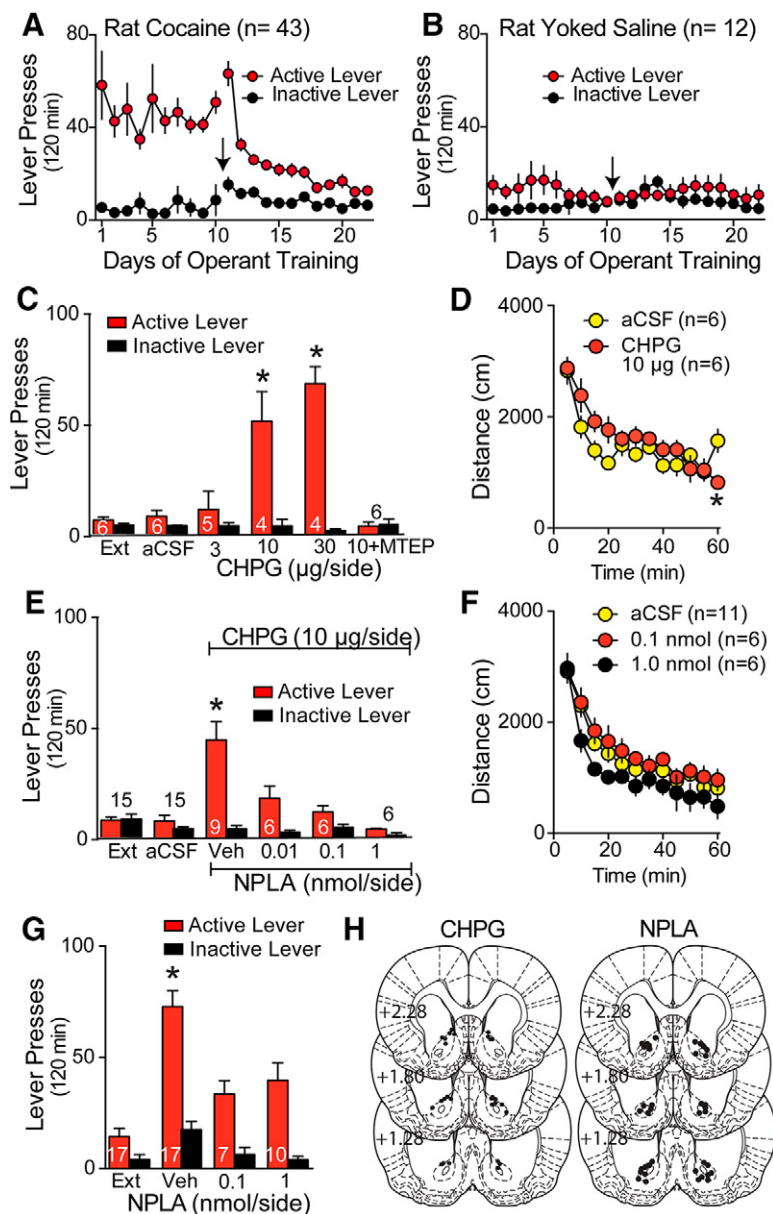 A
Rat Cocaine (n= 43)
80
40
0
Lever Presses
(120 min)
Active Lever
Inactive Lever
1 5 10 15 20
Days of Operant Training
B
Rat Yoked Saline (n= 12)
80
40
0
Lever Presses
(120 min)
Active Lever
Inactive Lever
1 5 10 15 20
Days of Operant Training
C
100
50
0
Lever Presses
(120 min)
Active Lever
Inactive Lever
* *
6 6 5 4 4 6
Ext aCSF 3 10 30 10+MTEP
CHPG (µg/side)
D
4000
2000
0
Distance (cm)
aCSF (n=6)
CHPG
10 µg (n=6)
*
0 20 40 60
Time (min)
E
100
50
0
Lever Presses
(120 min)
CHPG (10 µg/side)
Active Lever
Inactive Lever
*
15 15 9 6 6 6
Ext aCSF Veh 0.01 0.1 1
NPLA (nmol/side)
F
4000
2000
0
Distance (cm)
aCSF (n=11)
0.1 nmol (n=6)
1.0 nmol (n=6)
0 20 40 60
Time (min)
G
100
50
0
Lever Presses
(120 min)
Active Lever
Inactive Lever
*
17 17 7 10
Ext Veh 0.1 1
NPLA (nmol/side)
H
CHPG NPLA
+2.28 +2.28
+1.80 +1.80
+1.28 +1.28